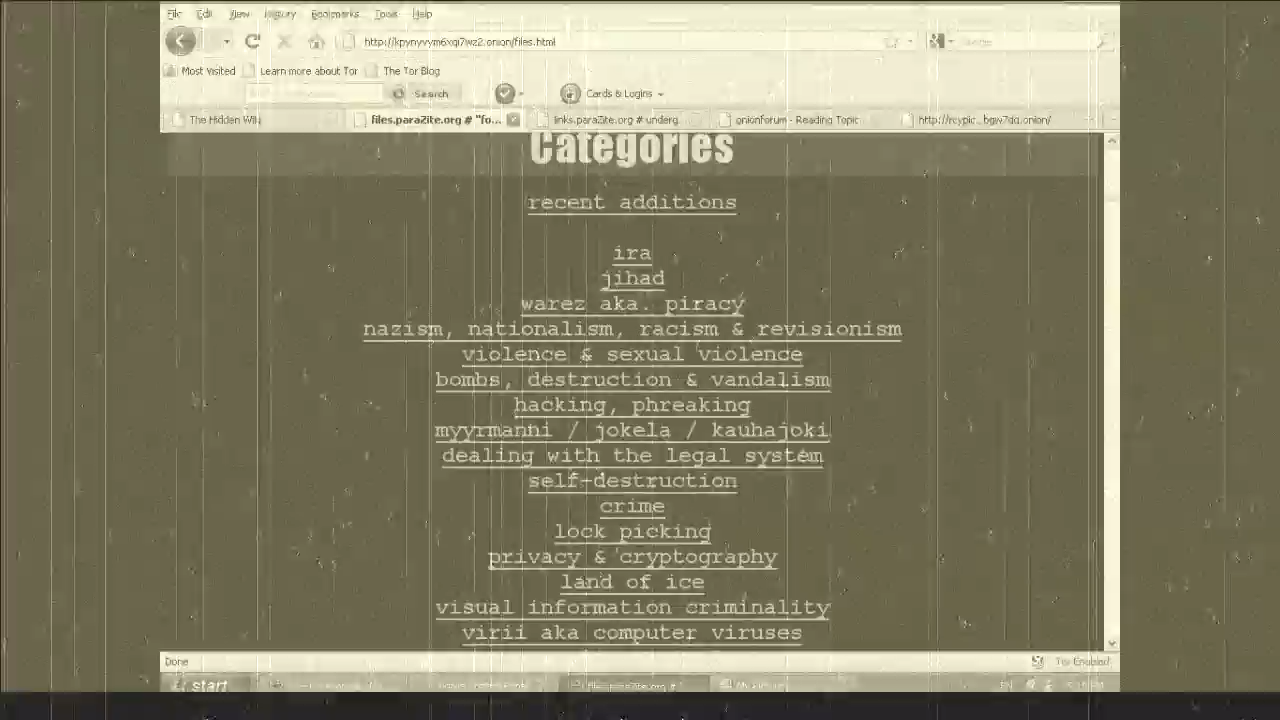 File Edit View History Bookmarks Tools Help
http://kpynyvym6xqi7wz2.onion/files.html
Most Visited Learn more about Tor The Tor Blog
Search Cards & Logins
The Hidden Wiki files.paraZite.org # "fo... links.paraZite.org # underg. onionforum - Reading Topic
Categories
recent additions
ira
jihad
warez aka. piracy
nazism, nationalism, racism & revisionism
violence & sexual violence
bombs, destruction & vandalism
hacking, phreaking
myyrmanni / jokela / kauhajoki
dealing with the legal system
self-destruction
crime
lock picking
privacy & cryptography
land of ice
visual information criminality
virii aka computer viruses
Done Tor Enabled
start